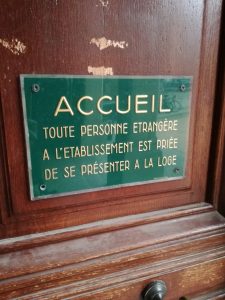 ACCUEIL
TOUTE PERSONNE ETRANGÈRE
A L'ETABLISSEMENT EST PRIÉE
DE SE PRÉSENTER A LA LOGE